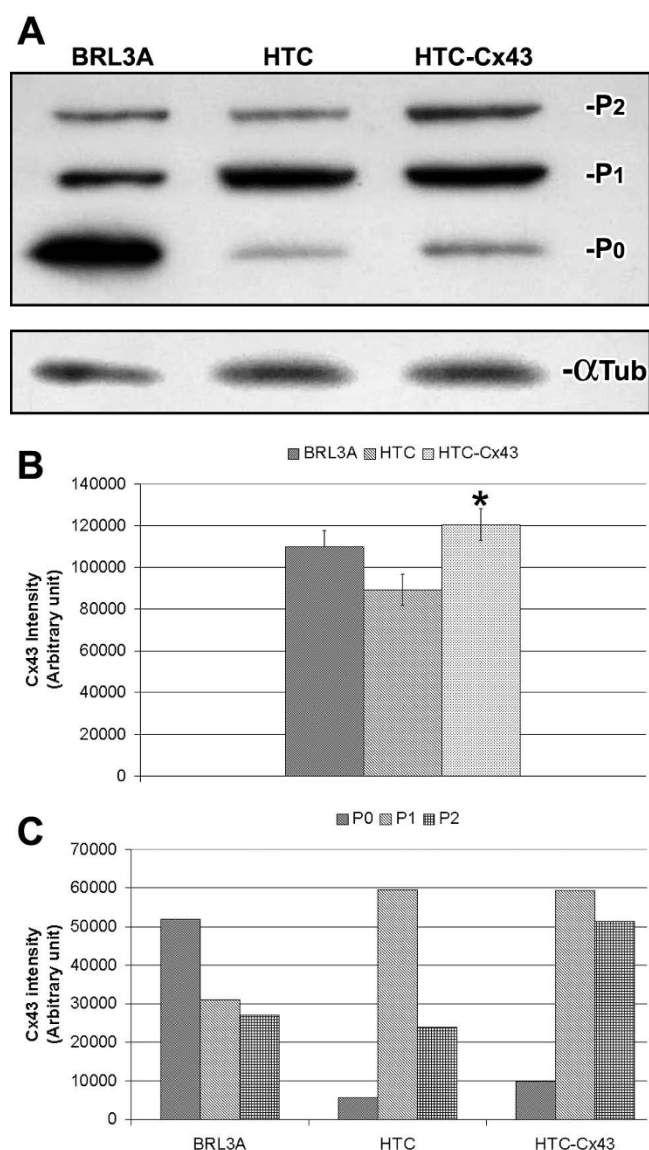 A
BRL3A HTC HTC-Cx43
-P2
-P1
-P0
-αTub
B
BRL3A HTC HTC-Cx43
140000
120000
100000
80000
60000
40000
20000
0
Cx43 Intensity
(Arbitrary unit)
*
C
P0 P1 P2
70000
60000
50000
40000
30000
20000
10000
0
Cx43 intensity
(Arbitrary unit)
BRL3A HTC HTC-Cx43